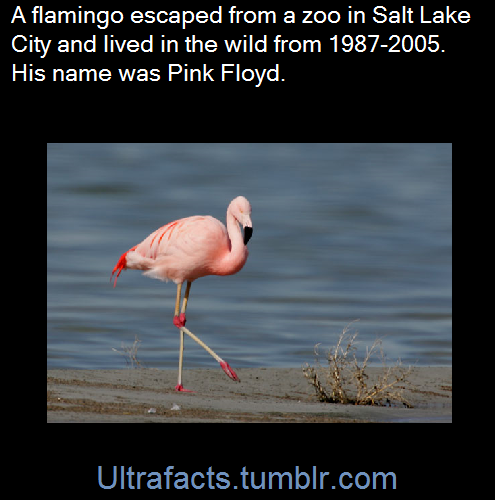 A flamingo escaped from a zoo in Salt Lake
City and lived in the wild from 1987-2005.
His name was Pink Floyd.
Ultrafacts.tumblr.com